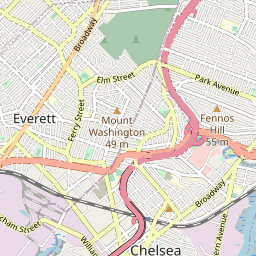 Broadway
Elm Street
Park Avenue
Ferry Street
Mount
Washington
49 m
Fennos
Hill
55 m
Everett
Broadway
Chelsea